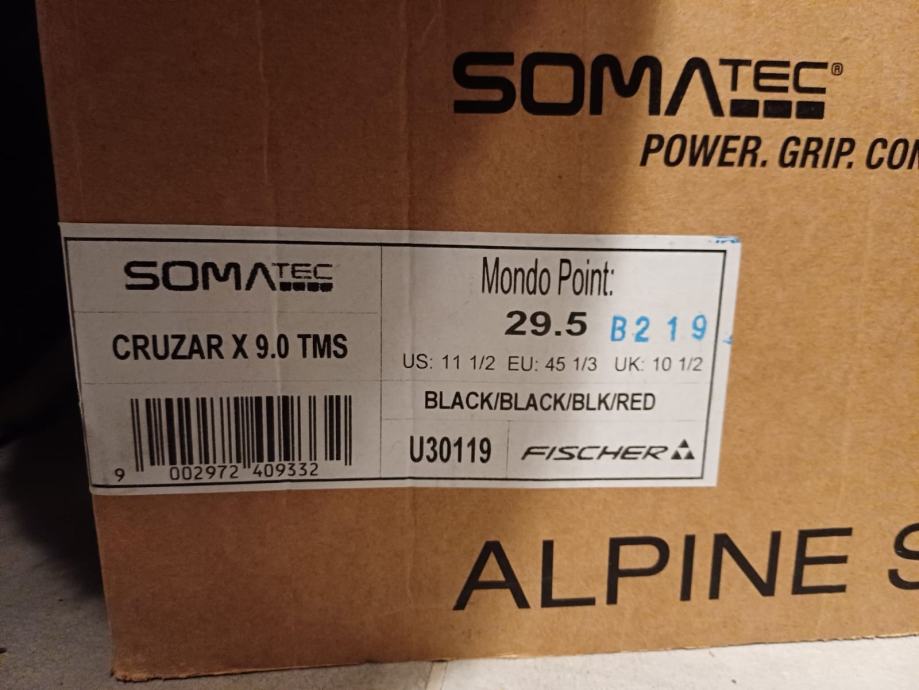 SOMATEC®
POWER. GRIP.
SOMATEC
CRUZAR X 9.0 TMS
9 002972 409332
Mondo Point:
29.5 B219
US: 11 1/2 EU: 45 1/3 UK: 10 1/2
BLACK/BLACK/BLK/RED
U30119 FISCHER
ALPINE